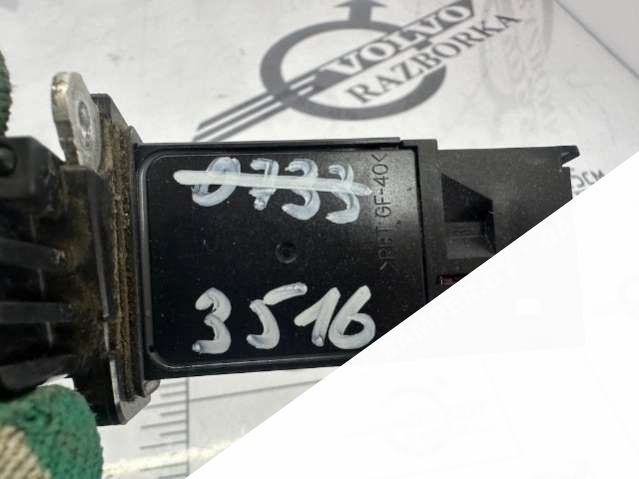 VOLVO
RAZBORKA
0733
>PBT GF-40<
3516